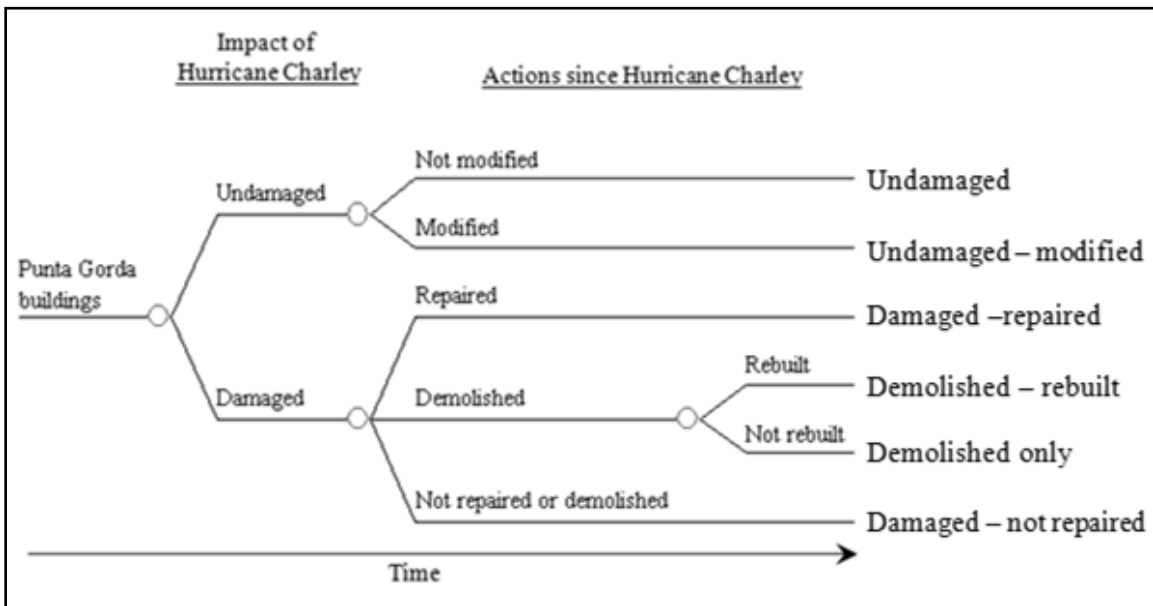 Impact of
Hurricane Charley
Actions since Hurricane Charley
Not modified
Undamaged
Undamaged
Modified
Undamaged – modified
Punta Gorda
buildings
Repaired
Damaged –repaired
Rebuilt
Demolished – rebuilt
Damaged
Demolished
Not rebuilt
Demolished only
Not repaired or demolished
Damaged – not repaired
Time